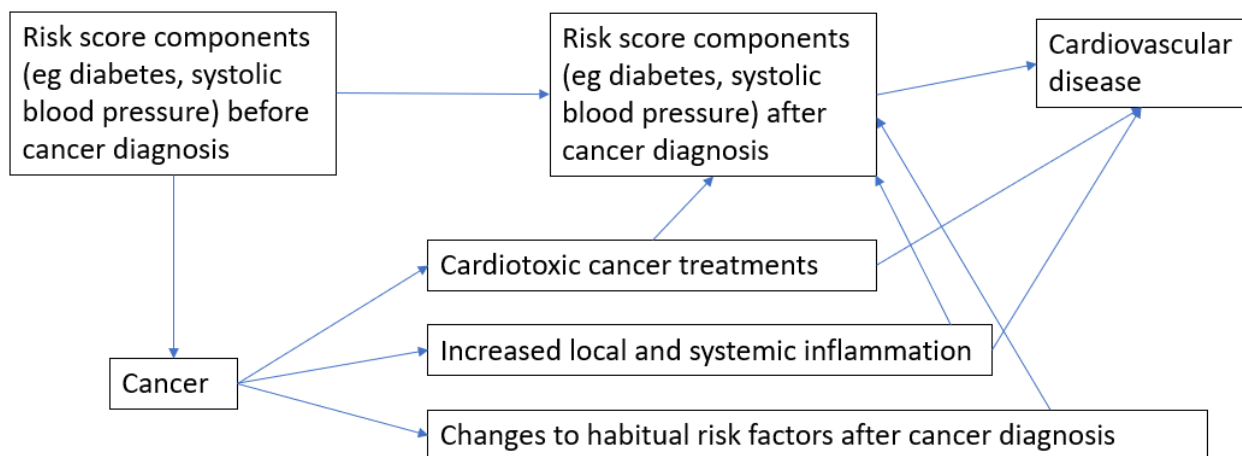 Risk score components
(eg diabetes, systolic
blood pressure) before
cancer diagnosis
Risk score components
(eg diabetes, systolic
blood pressure) after
cancer diagnosis
Cardiovascular
disease
Cardiotoxic cancer treatments
Increased local and systemic inflammation
Cancer
Changes to habitual risk factors after cancer diagnosis